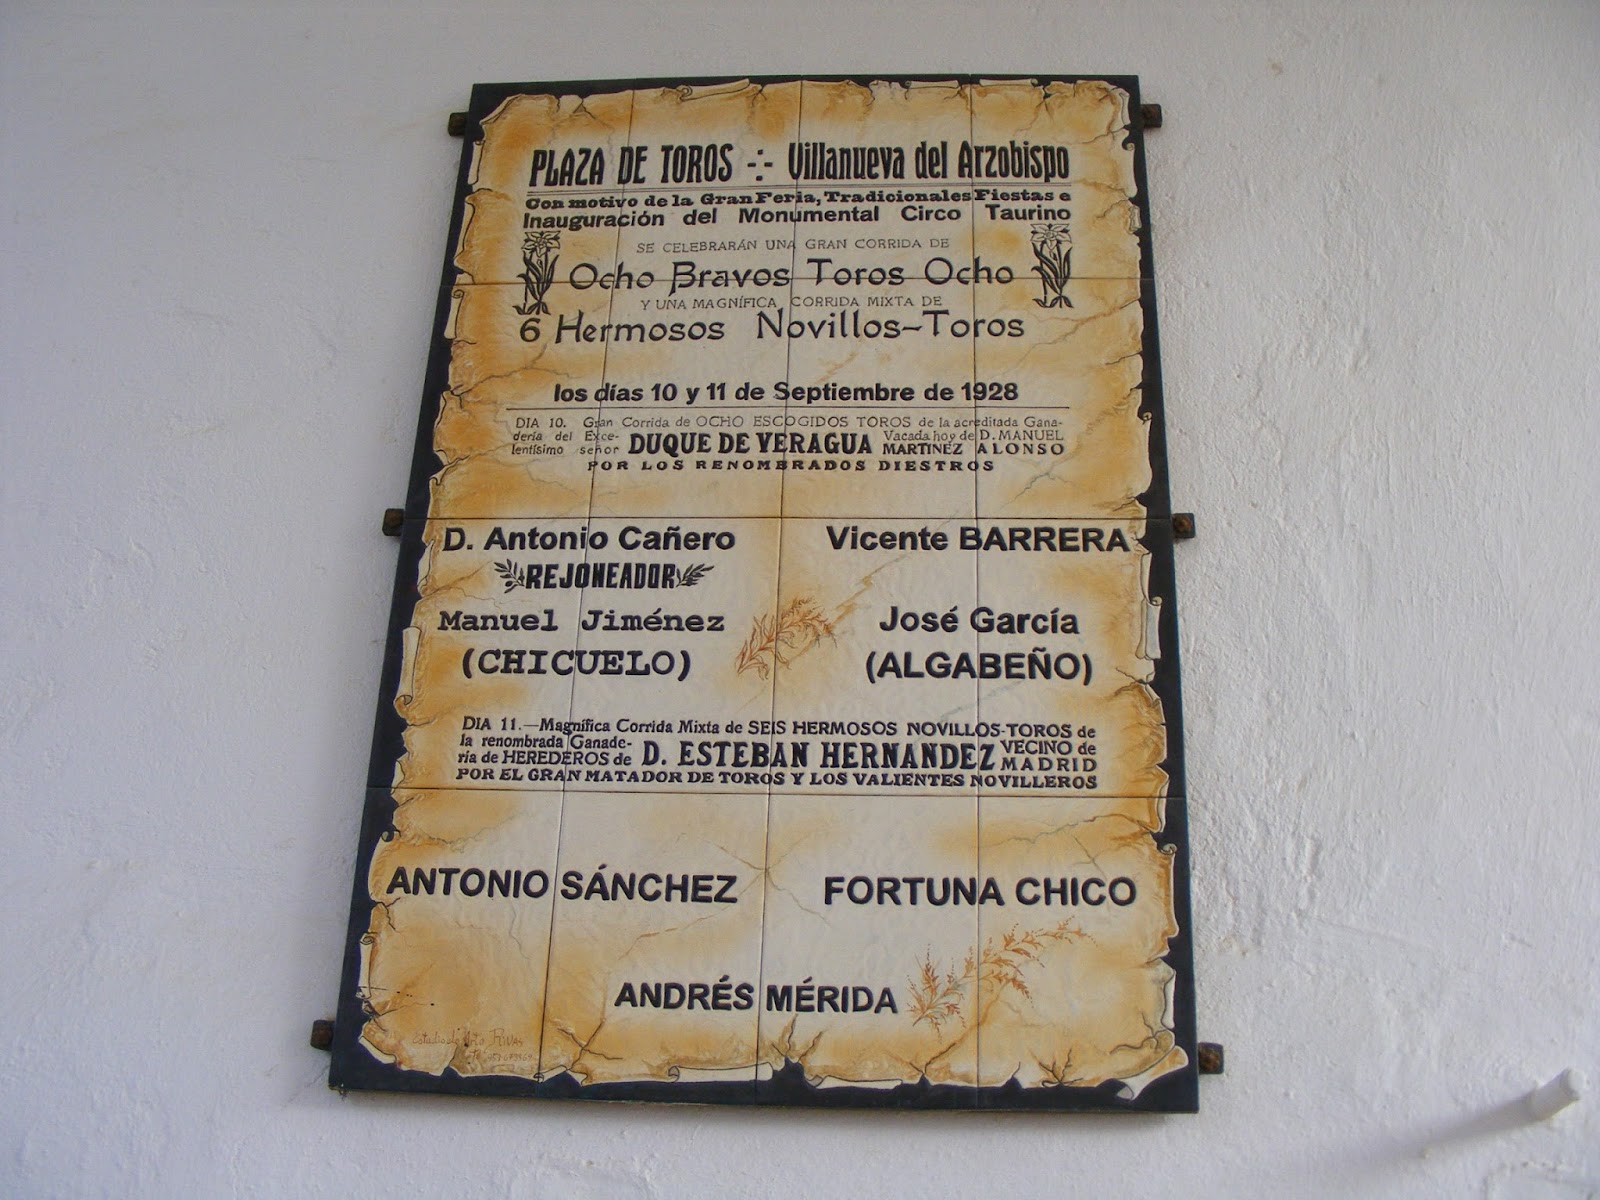 PLAZA DE TOROS -:- Villanueva del Arzobispo
Con motivo de la Gran Feria, Tradicionales Fiestas e
Inauguración del Monumental Circo Taurino
SE CELEBRARÁN UNA GRAN CORRIDA DE
Ocho Bravos Toros Ocho
Y UNA MAGNÍFICA CORRIDA MIXTA DE
6 Hermosos Novillos-Toros
los días 10 y 11 de Septiembre de 1928
DIA 10. Gran Corrida de OCHO ESCOGIDOS TOROS de la acreditada Gana-
dería del Exce-
lentísimo señor DUQUE DE VERAGUA Vacada hoy de D. MANUEL
MARTINEZ ALONSO
POR LOS RENOMBRADOS DIESTROS
D. Antonio Cañero
REJONEADOR
Vicente BARRERA
Manuel Jiménez
(CHICUELO)
José García
(ALGABEÑO)
DIA 11.—Magnífica Corrida Mixta de SEIS HERMOSOS NOVILLOS-TOROS de
la renombrada Ganade-
ría de HEREDEROS de D. ESTEBAN HERNANDEZ VECINO de
MADRID
POR EL GRAN MATADOR DE TOROS Y LOS VALIENTES NOVILLEROS
ANTONIO SÁNCHEZ
FORTUNA CHICO
ANDRÉS MÉRIDA
Estudio de Arte RIVAS